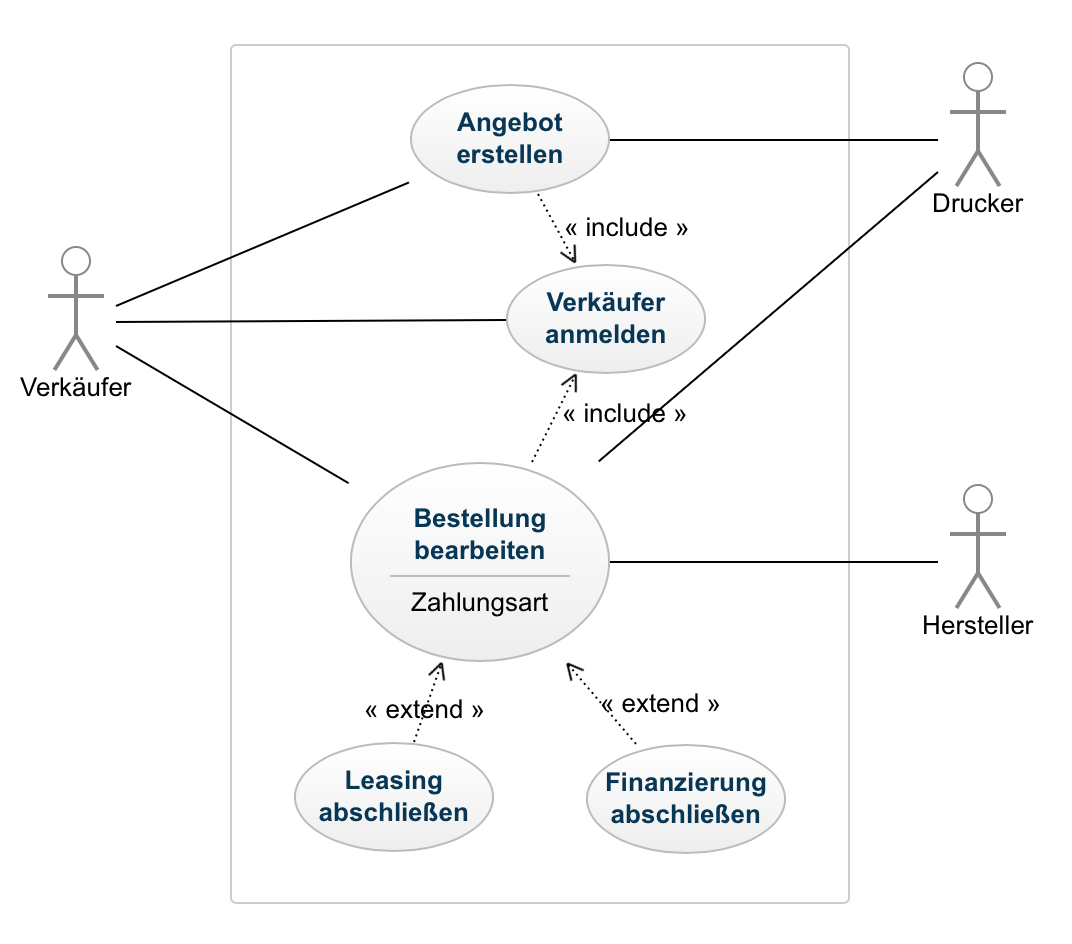 Angebot
erstellen
Drucker
« include »
Verkäufer
anmelden
Verkäufer
« include »
Bestellung
bearbeiten
Zahlungsart
Hersteller
« extend »
« extend »
Leasing
abschließen
Finanzierung
abschließen